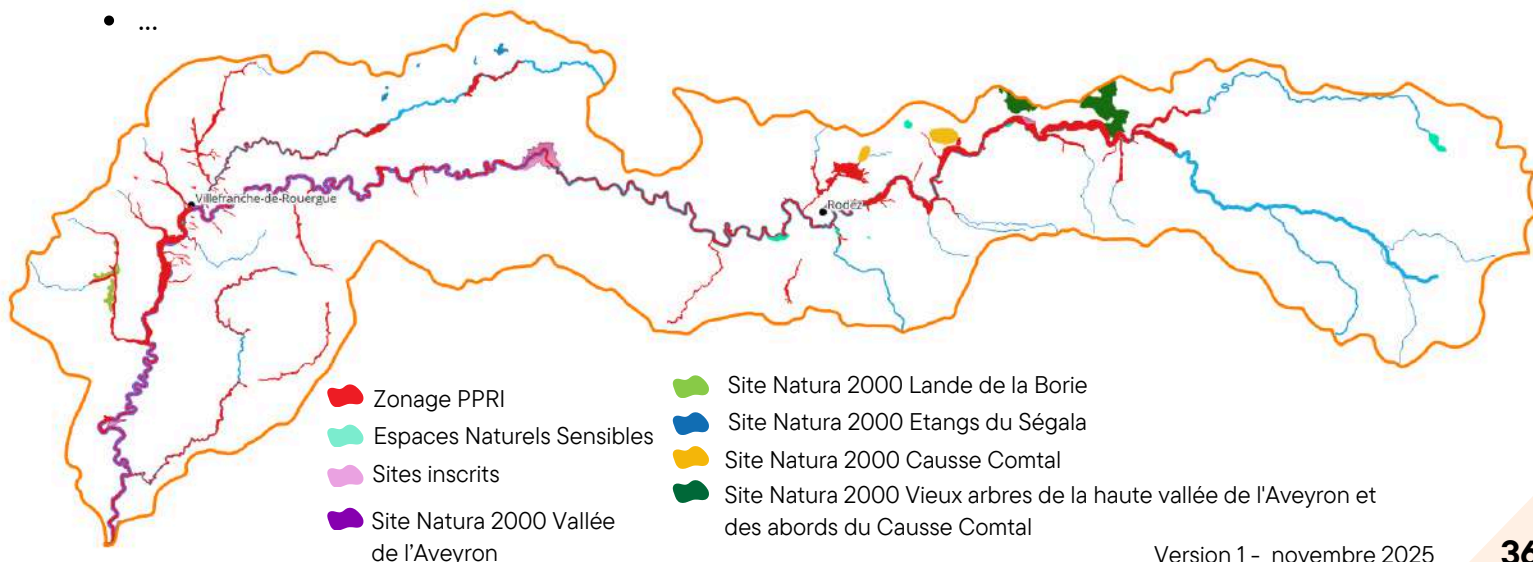 • ...
Villefranche-de-Rouergue
Rodez
Zonage PPRI
Espaces Naturels Sensibles
Sites inscrits
Site Natura 2000 Vallée
de l'Aveyron
Site Natura 2000 Lande de la Borie
Site Natura 2000 Etangs du Ségala
Site Natura 2000 Causse Comtal
Site Natura 2000 Vieux arbres de la haute vallée de l'Aveyron et
des abords du Causse Comtal
Version 1 - novembre 2025
36